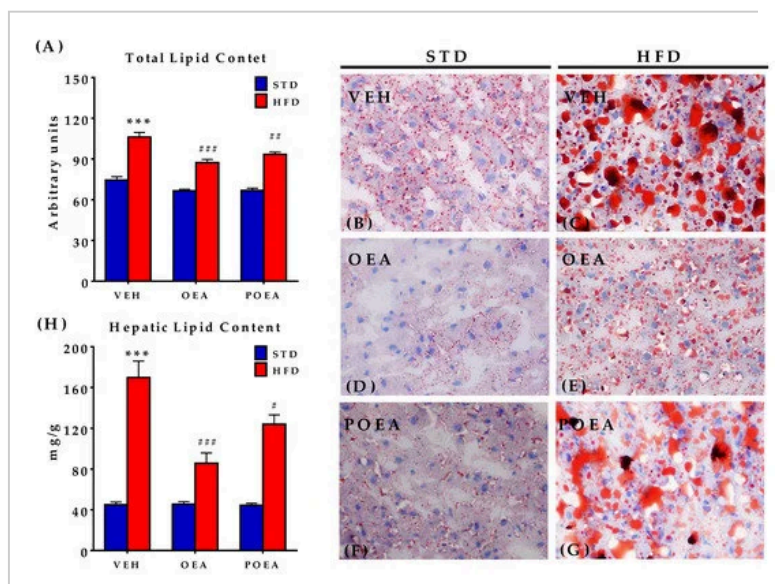 (A)
Total Lipid Contet
Arbitrary units
150
120
90
60
30
0
STD
HFD
***
###
##
VEH OEA POEA
(H)
Hepatic Lipid Content
mg/g
200
160
120
80
40
0
STD
HFD
***
###
#
VEH OEA POEA
STD HFD
VEH VEH
(B) (C)
OEA OEA
(D) (E)
POEA POEA
(F) (G)